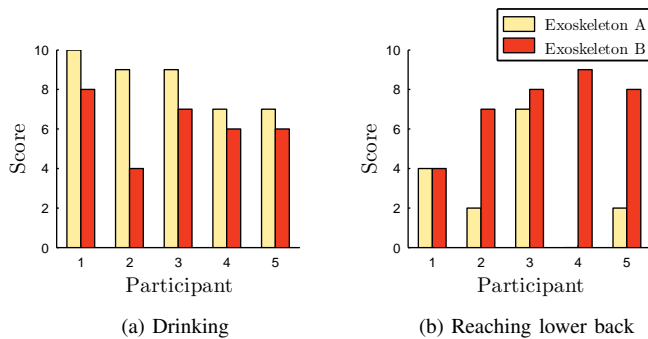 Exoskeleton A
Exoskeleton B
10
8
6
4
2
0
Score
1 2 3 4 5
Participant
(a) Drinking
10
8
6
4
2
0
Score
1 2 3 4 5
Participant
(b) Reaching lower back